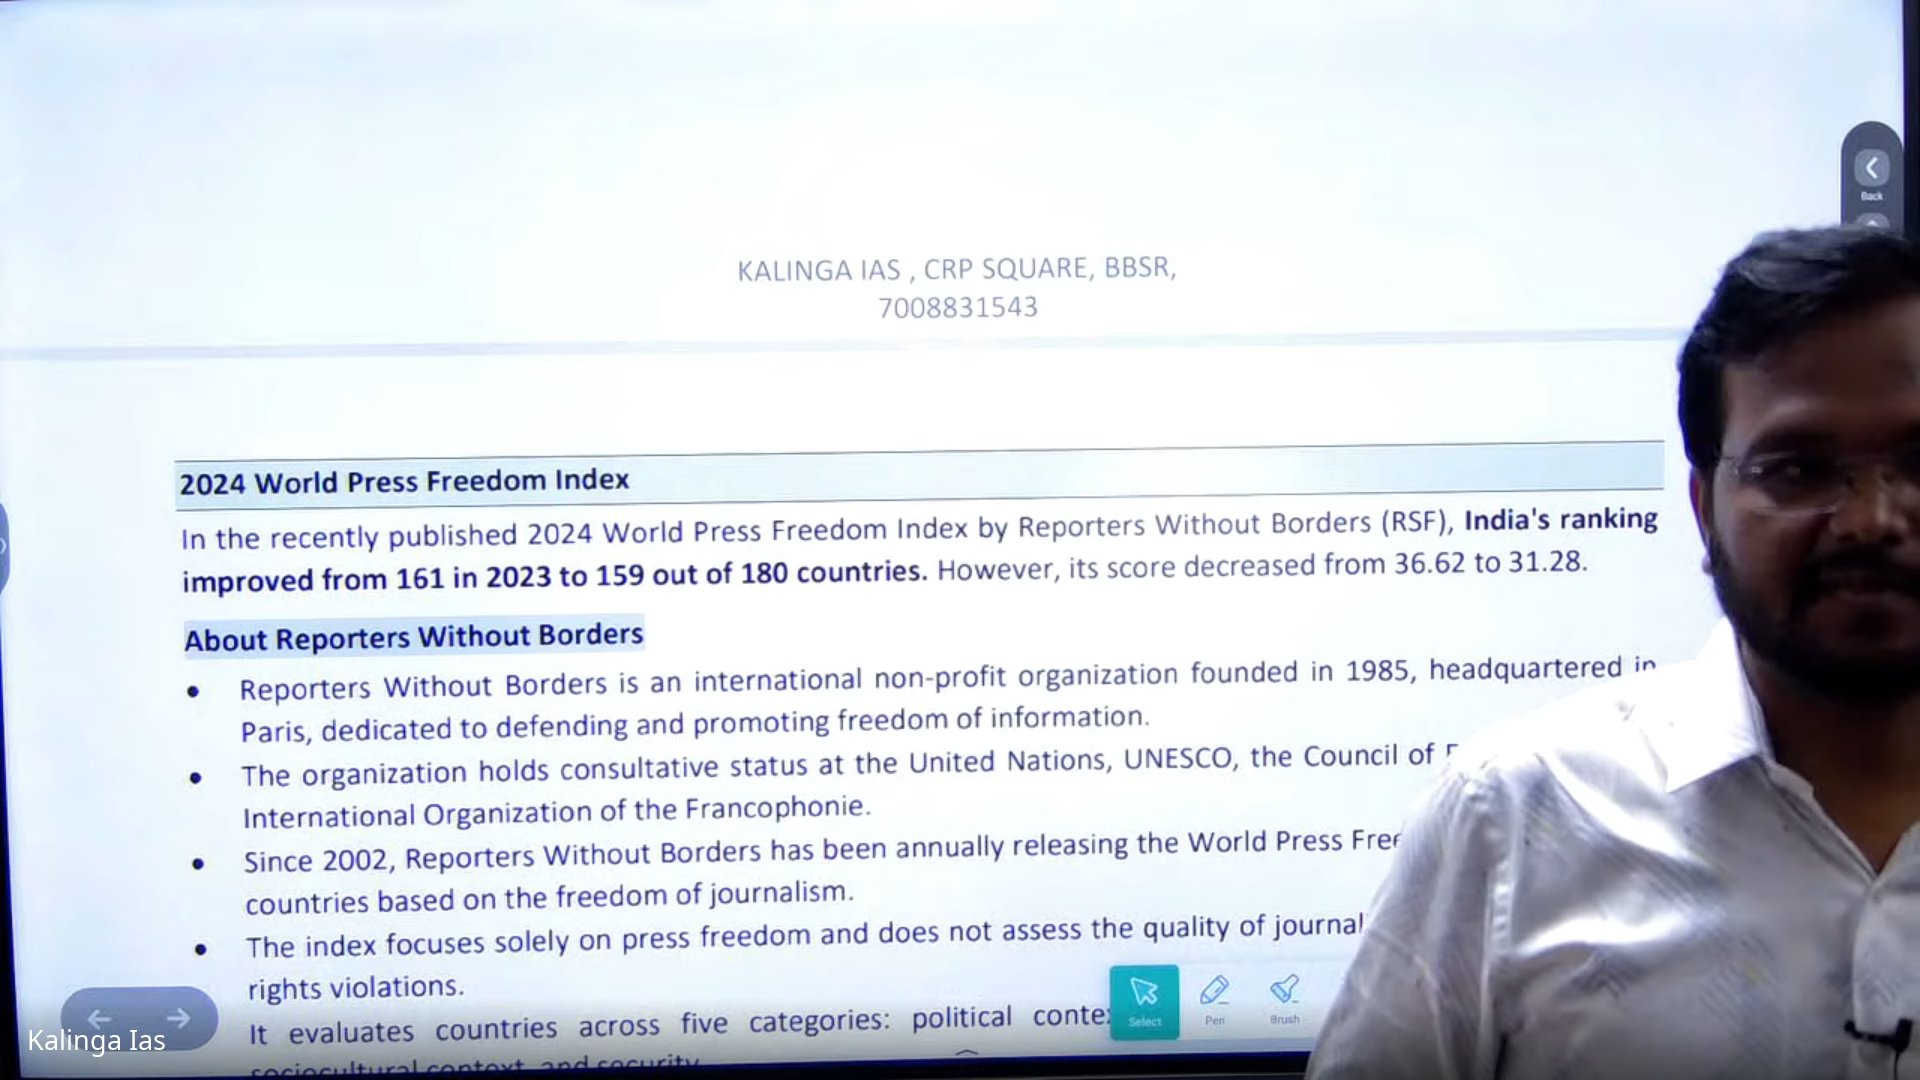 Back
KALINGA IAS , CRP SQUARE, BBSR,
7008831543
2024 World Press Freedom Index
In the recently published 2024 World Press Freedom Index by Reporters Without Borders (RSF), India's ranking
improved from 161 in 2023 to 159 out of 180 countries. However, its score decreased from 36.62 to 31.28.
About Reporters Without Borders
• Reporters Without Borders is an international non-profit organization founded in 1985, headquartered in
Paris, dedicated to defending and promoting freedom of information.
• The organization holds consultative status at the United Nations, UNESCO, the Council of
International Organization of the Francophonie.
• Since 2002, Reporters Without Borders has been annually releasing the World Press
countries based on the freedom of journalism.
• The index focuses solely on press freedom and does not assess the quality of
rights violations.
It evaluates countries across five categories: political
sociocultural context, and security
Select
Pen
Brush
Kalinga Ias